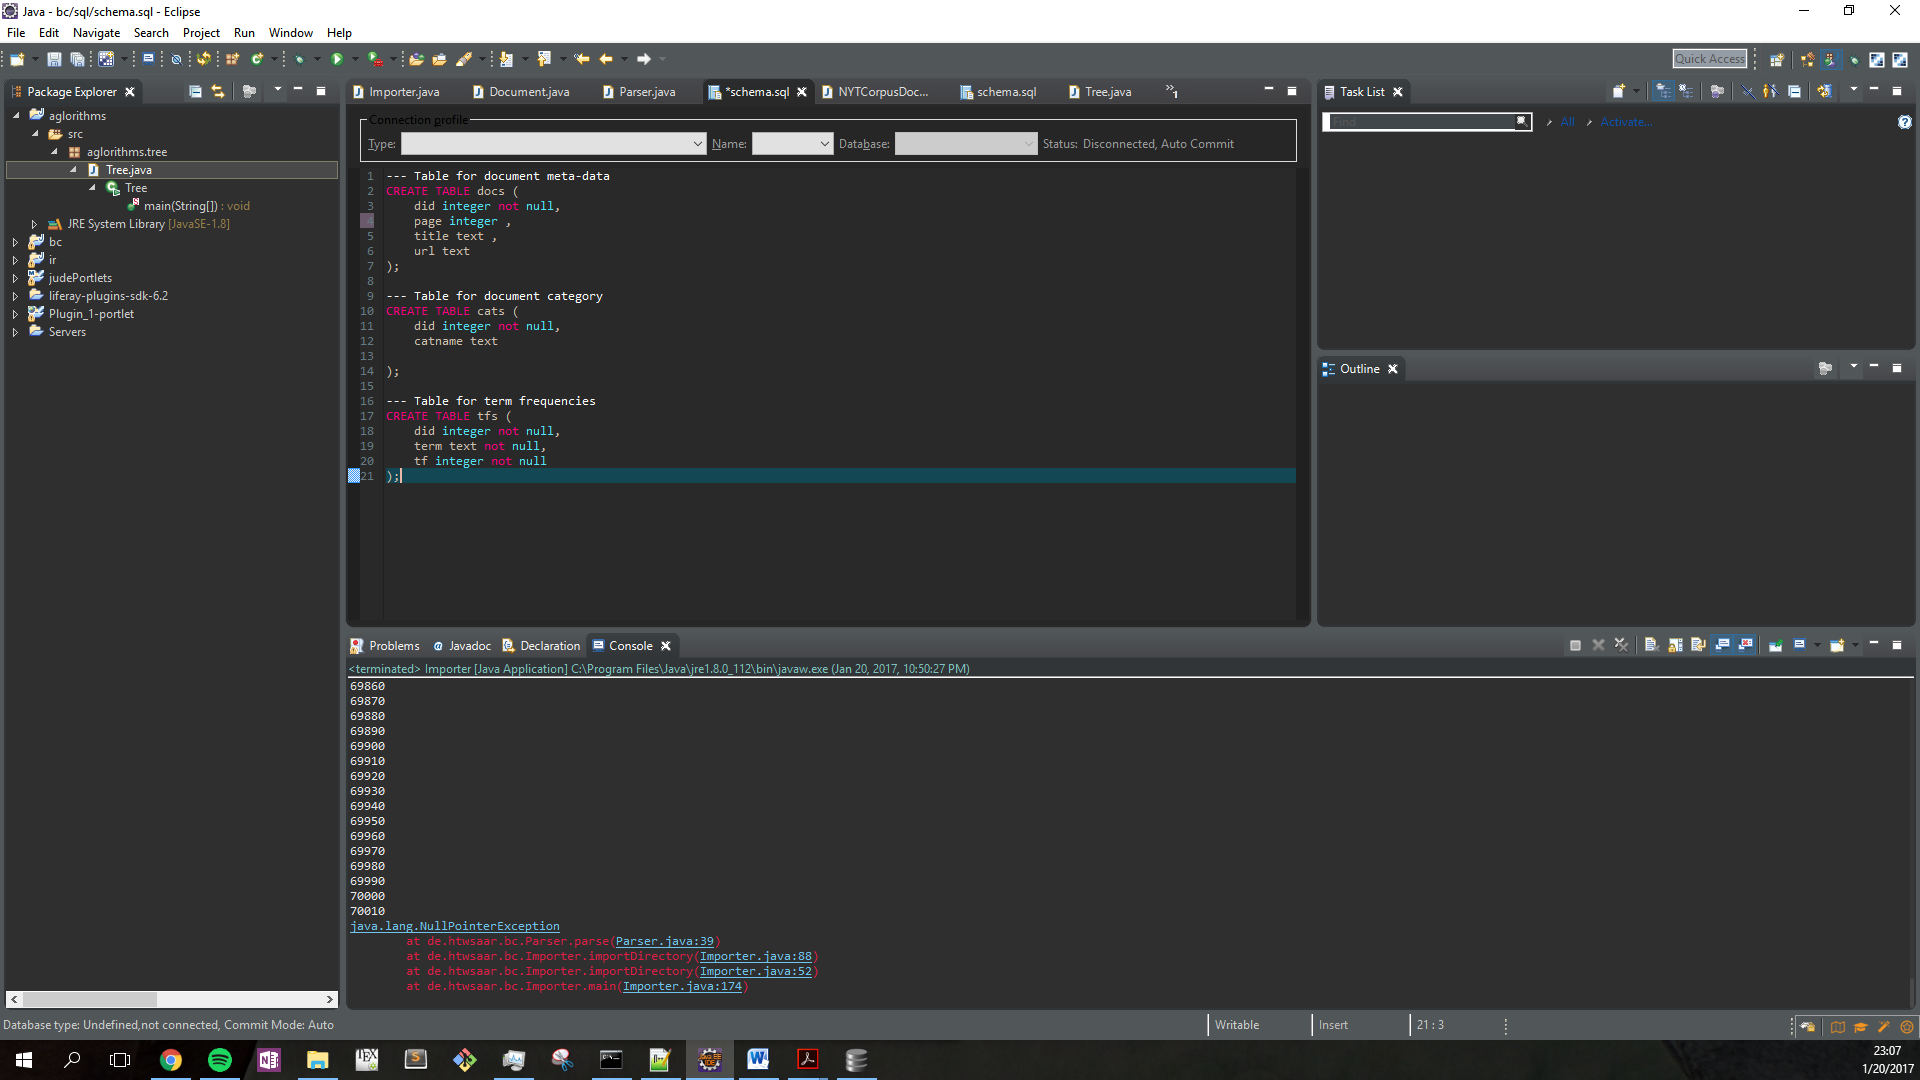 Java - bc/sql/schema.sql - Eclipse
File Edit Navigate Search Project Run Window Help
Quick Access
Package Explorer
aglorithms
src
aglorithms.tree
Tree.java
Tree
main(String[]) : void
JRE System Library [JavaSE-1.8]
bc
ir
judePortlets
liferay-plugins-sdk-6.2
Plugin_1-portlet
Servers
Importer.java Document.java Parser.java *schema.sql NYTCorpusDoc... schema.sql Tree.java »1
Connection profile
Type: Name: Database: Status: Disconnected, Auto Commit
1 --- Table for document meta-data
2 CREATE TABLE docs (
3 did integer not null,
4 page integer ,
5 title text ,
6 url text
7 );
8
9 --- Table for document category
10 CREATE TABLE cats (
11 did integer not null,
12 catname text
13
14 );
15
16 --- Table for term frequencies
17 CREATE TABLE tfs (
18 did integer not null,
19 term text not null,
20 tf integer not null
21 );
Task List
Find All Activate...
Outline
Problems Javadoc Declaration Console
<terminated> Importer [Java Application] C:\Program Files\Java\jre1.8.0_112\bin\javaw.exe (Jan 20, 2017, 10:50:27 PM)
69860
69870
69880
69890
69900
69910
69920
69930
69940
69950
69960
69970
69980
69990
70000
70010
java.lang.NullPointerException
at de.htwsaar.bc.Parser.parse(Parser.java:39)
at de.htwsaar.bc.Importer.importDirectory(Importer.java:88)
at de.htwsaar.bc.Importer.importDirectory(Importer.java:52)
at de.htwsaar.bc.Importer.main(Importer.java:174)
Database type: Undefined,not connected, Commit Mode: Auto
Writable Insert 21 : 3
23:07
1/20/2017